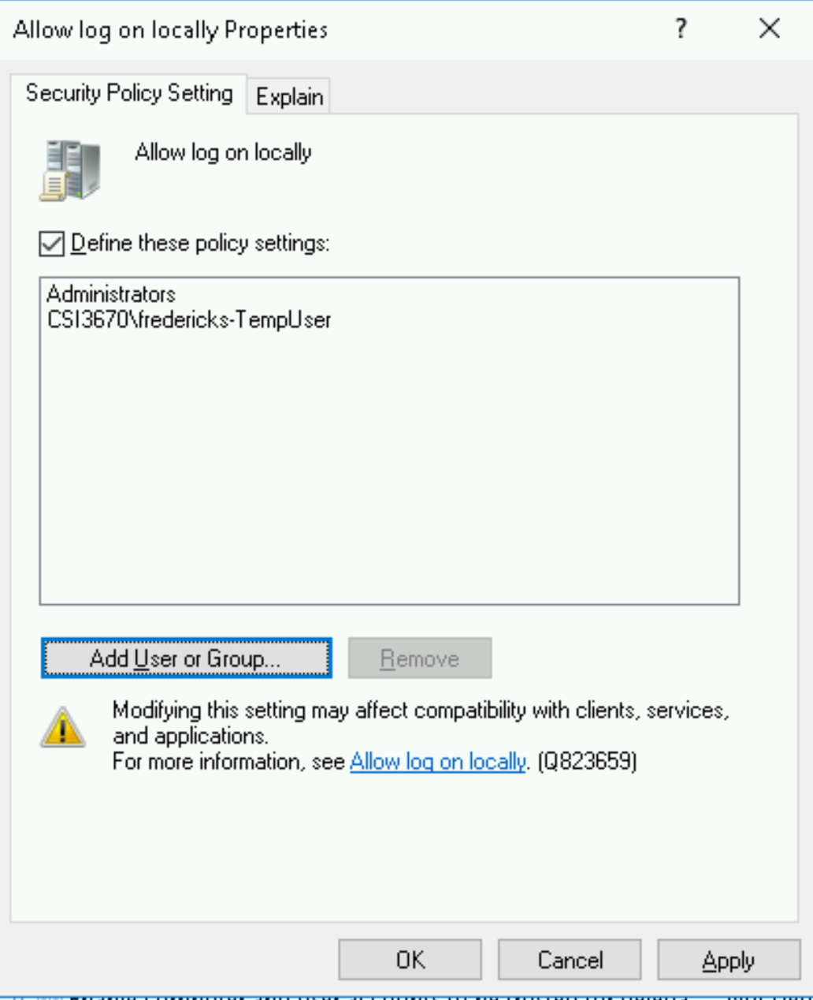 Allow log on locally Properties
?
Security Policy Setting
Explain
Allow log on locally
Define these policy settings:
Administrators
CSI3670\fredericks-TempUser
Add User or Group...
Remove
Modifying this setting may affect compatibility with clients, services,
and applications.
For more information, see Allow log on locally. (Q823659)
OK
Cancel
Apply